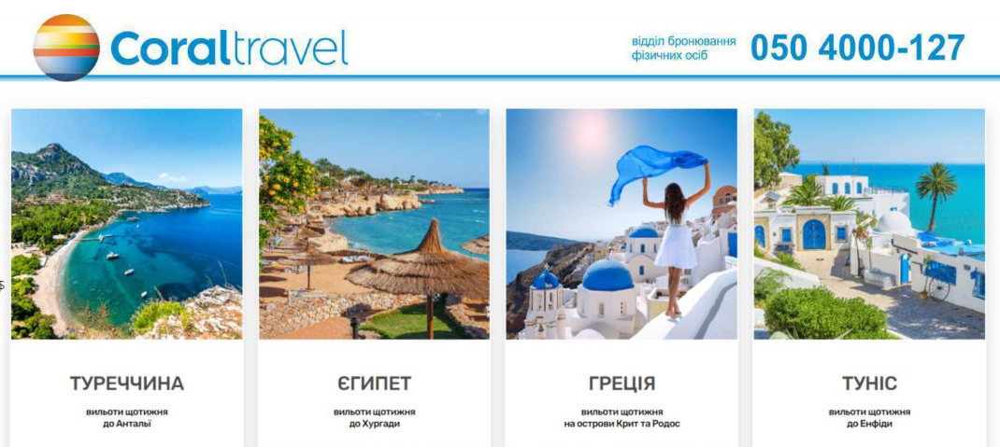 Coraltravel
відділ бронювання
фізичних осіб
050 4000-127
$
ТУРЕЧЧИНА
вильоти щотижня
до Анталії
ЄГИПЕТ
вильоти щотижня
до Хургади
ГРЕЦІЯ
вильоти щотижня
на острови Крит та Родос
ТУНІС
вильоти щотижня
до Енфіди